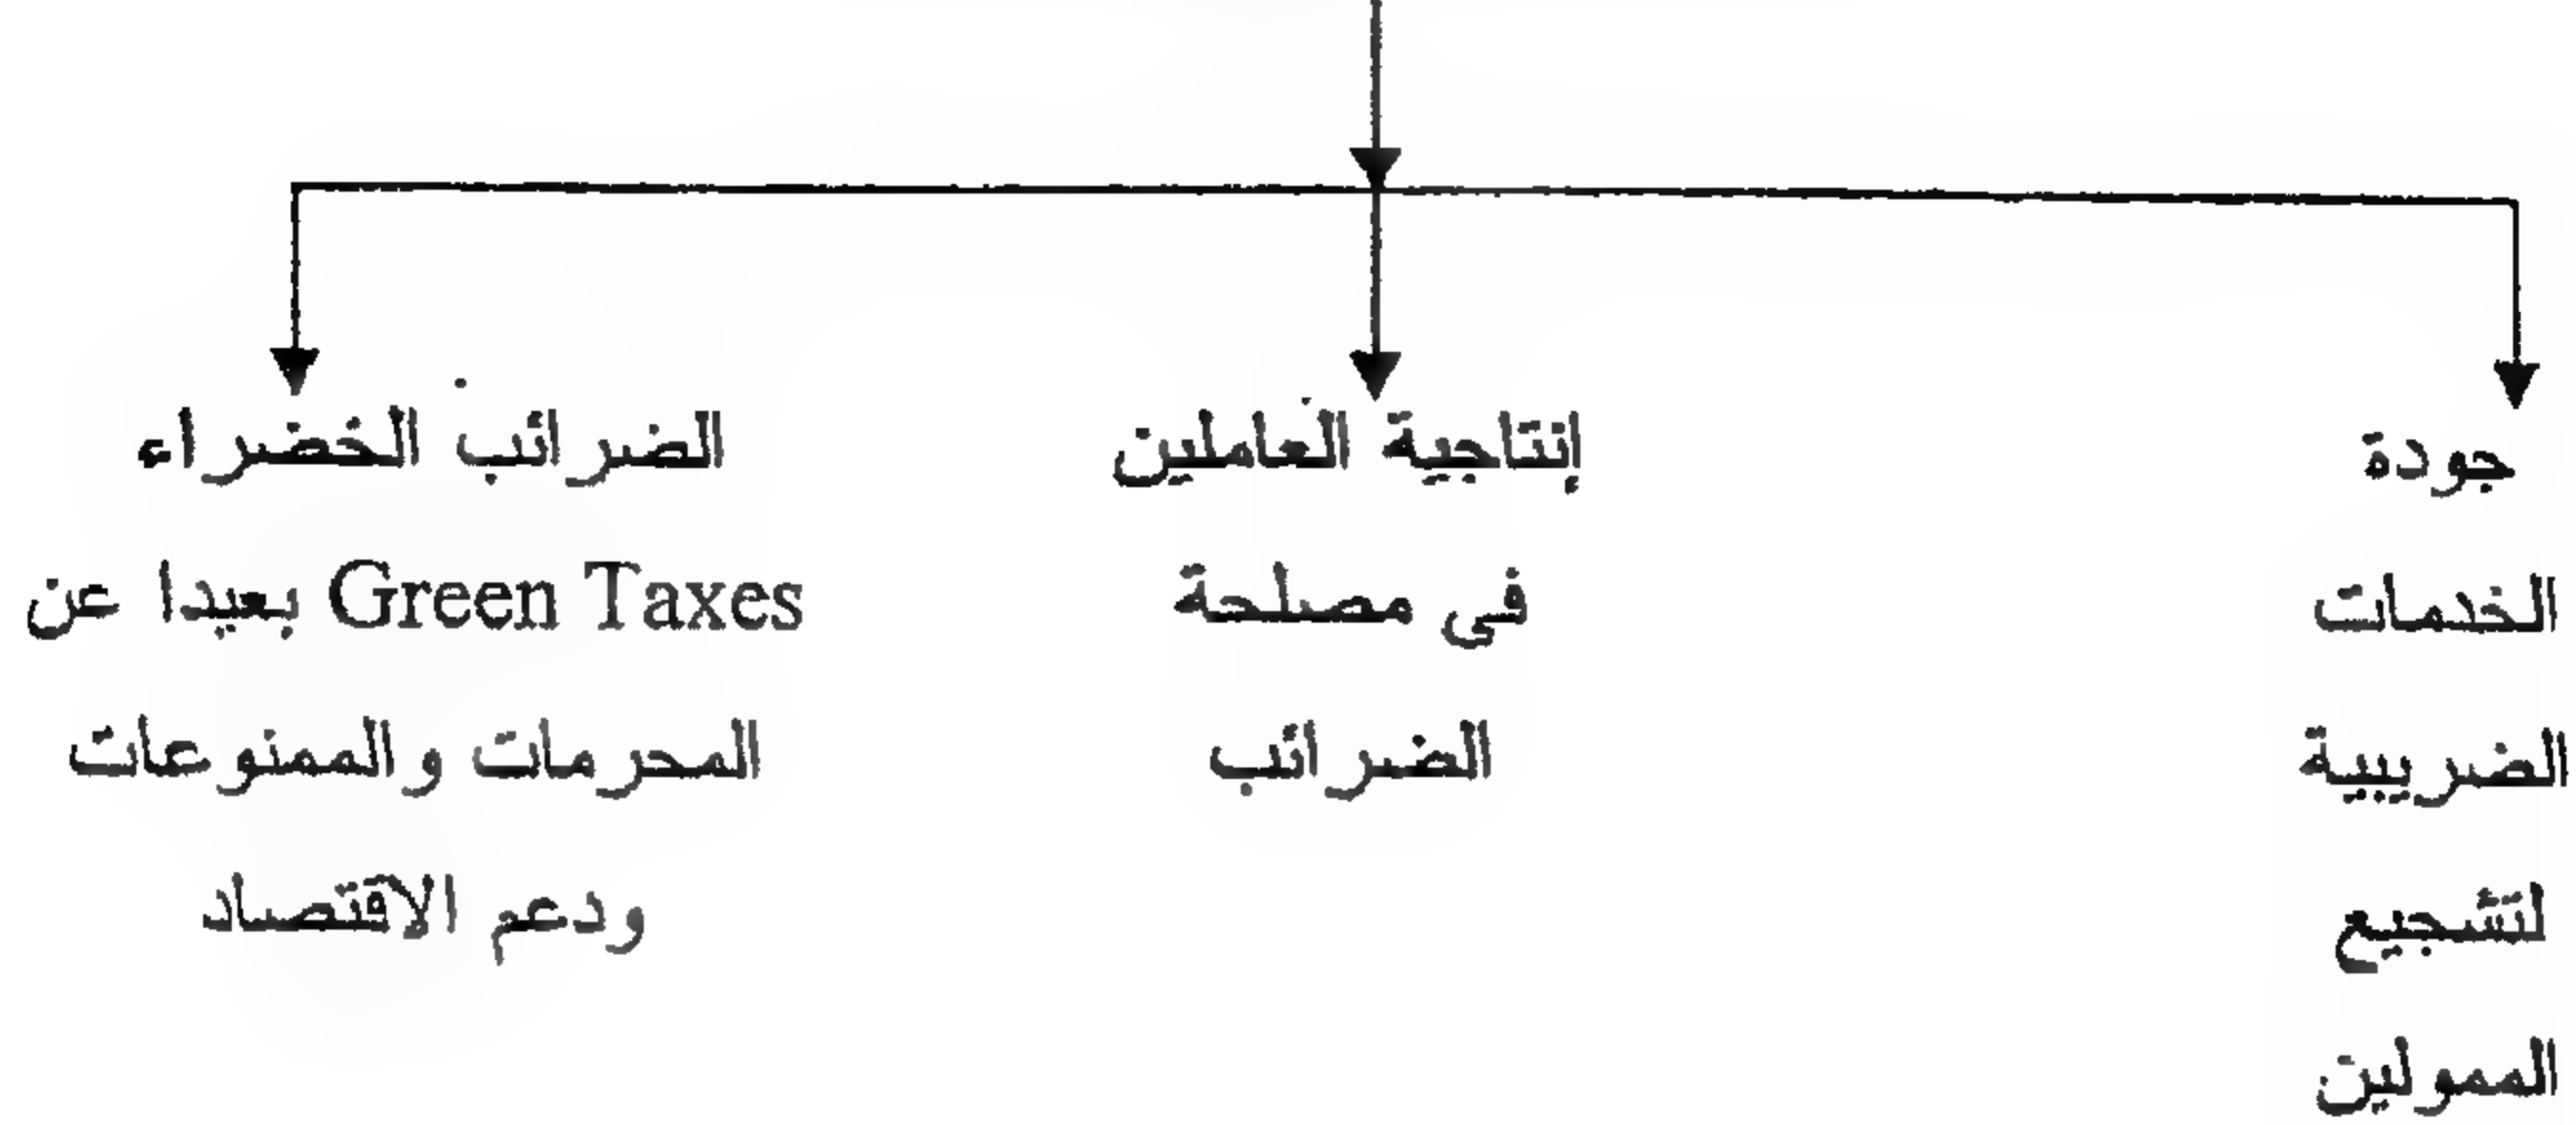 جودة
الخدمات
الضريبية
لتشجيع
الممولين
إنتاجية العاملين
فى مصلحة
الضرائب
الضرائب الخضراء
Green Taxes بعيدا عن
المحرمات والممنوعات
ودعم الاقتصاد